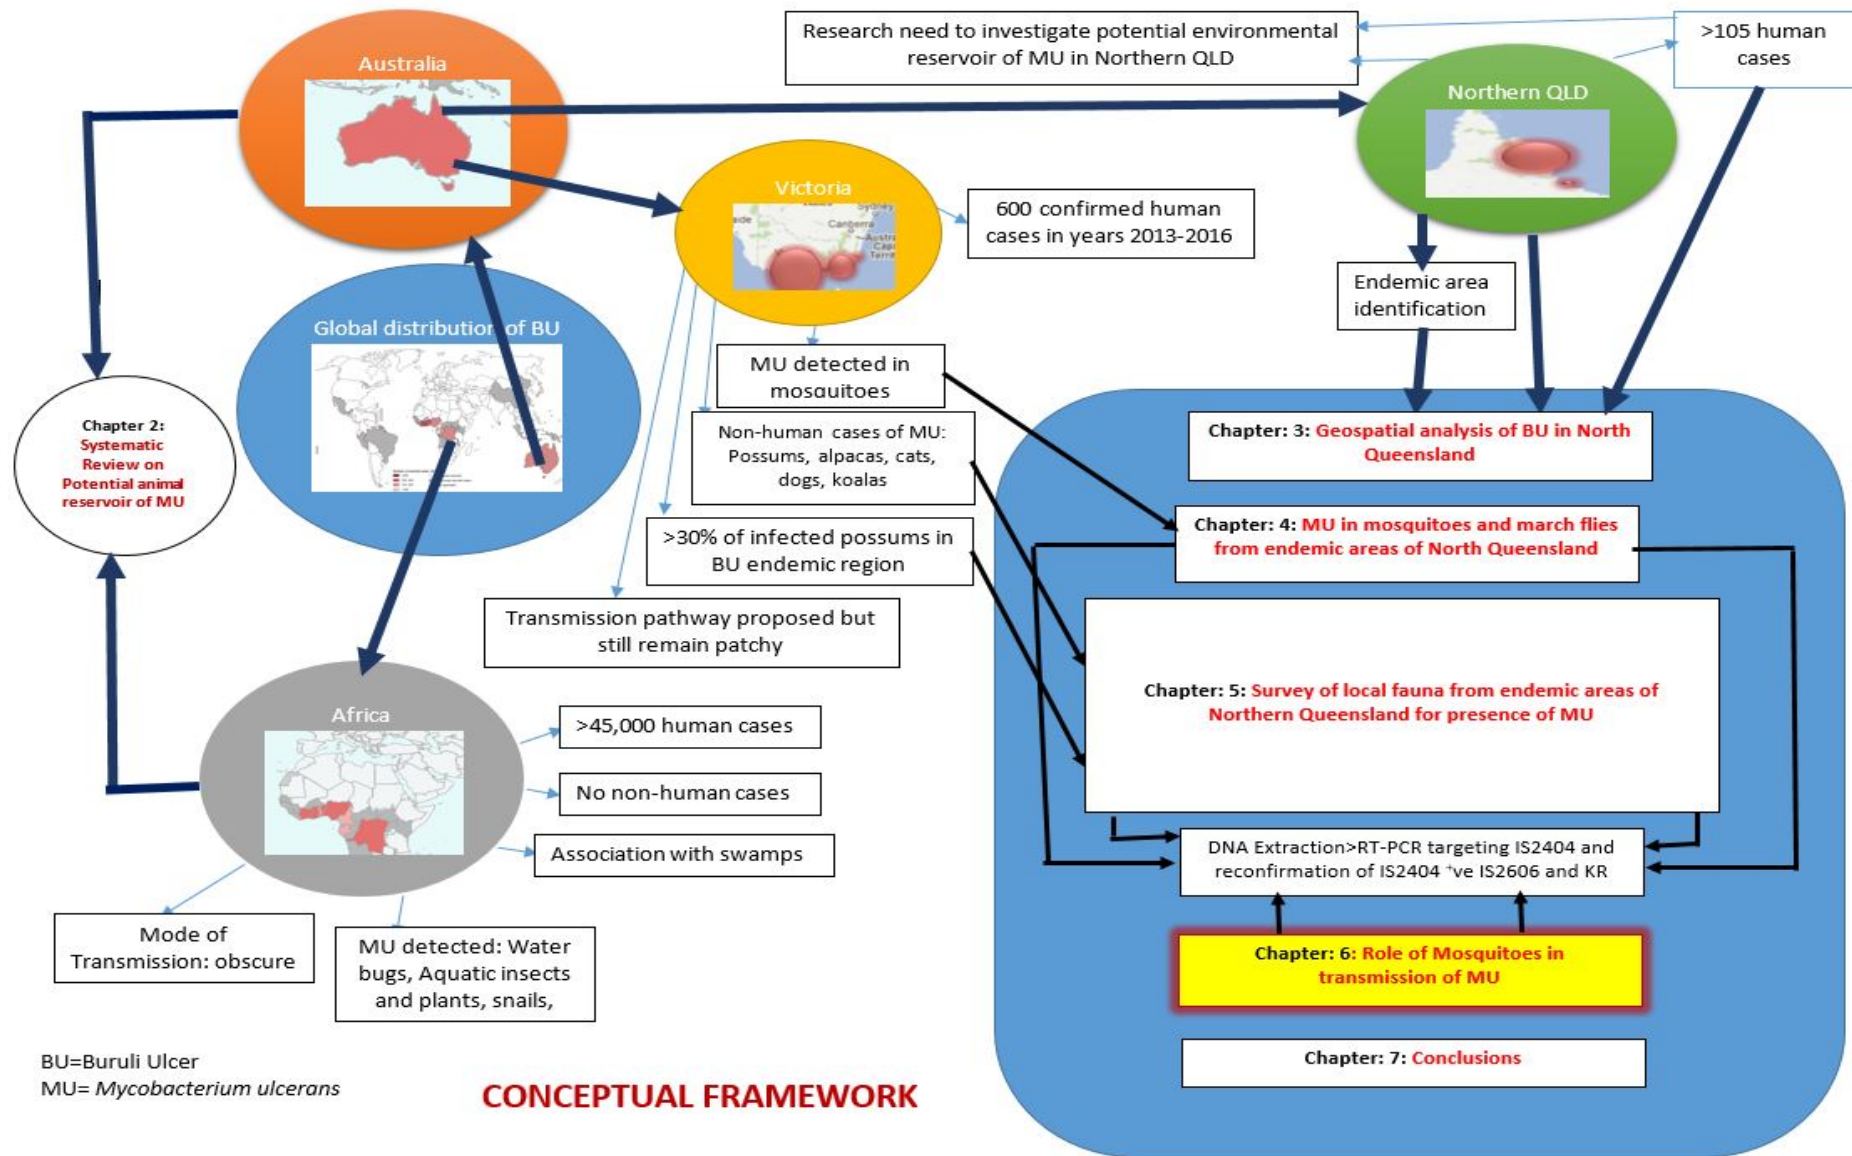 Research need to investigate potential environmental
reservoir of MU in Northern QLD
>105 human
cases
Australia
Northern QLD
Victoria
Sydney
Canberra
600 confirmed human
cases in years 2013-2016
Endemic area
identification
Global distribution of BU
MU detected in
mosquitoes
Chapter 2:
Systematic
Review on
Potential animal
reservoir of MU
Non-human cases of MU:
Possums, alpacas, cats,
dogs, koalas
Chapter: 3: Geospatial analysis of BU in North
Queensland
>30% of infected possums in
BU endemic region
Chapter: 4: MU in mosquitoes and march flies
from endemic areas of North Queensland
Transmission pathway proposed but
still remain patchy
Chapter: 5: Survey of local fauna from endemic areas of
Northern Queensland for presence of MU
Africa
>45,000 human cases
No non-human cases
Association with swamps
DNA Extraction>RT-PCR targeting IS2404 and
reconfirmation of IS2404 +ve IS2606 and KR
Mode of
Transmission: obscure
MU detected: Water
bugs, Aquatic insects
and plants, snails,
Chapter: 6: Role of Mosquitoes in
transmission of MU
Chapter: 7: Conclusions
BU=Buruli Ulcer
MU= Mycobacterium ulcerans
CONCEPTUAL FRAMEWORK